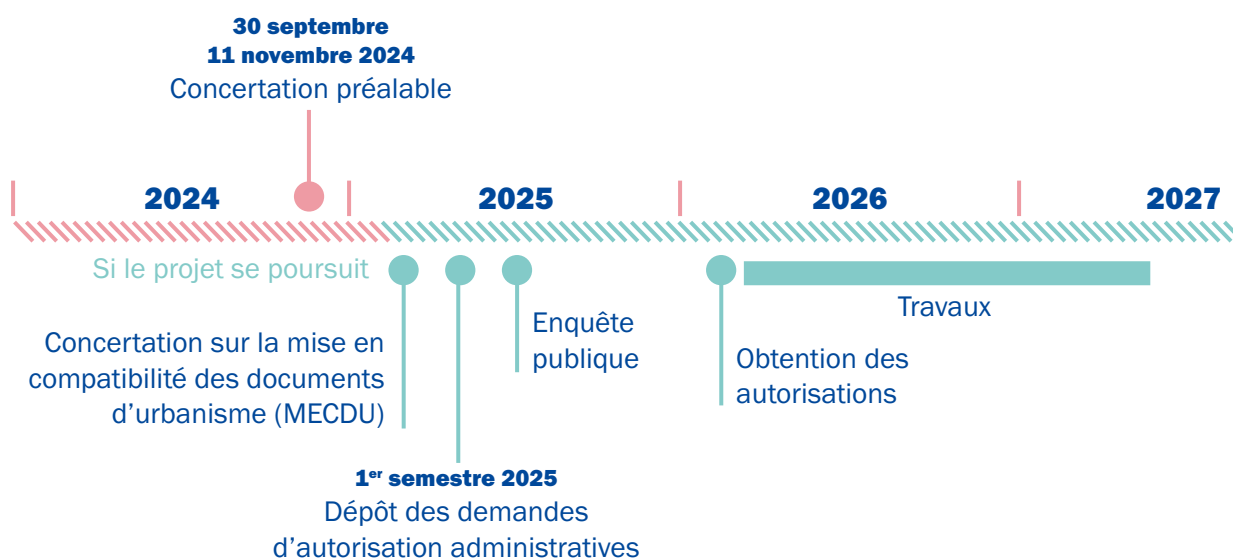 30 septembre
11 novembre 2024
Concertation préalable
2024
2025
2026
2027
Si le projet se poursuit
Concertation sur la mise en
compatibilité des documents
d'urbanisme (MECDU)
1er semestre 2025
Dépôt des demandes
d'autorisation administratives
Enquête
publique
Obtention des
autorisations
Travaux